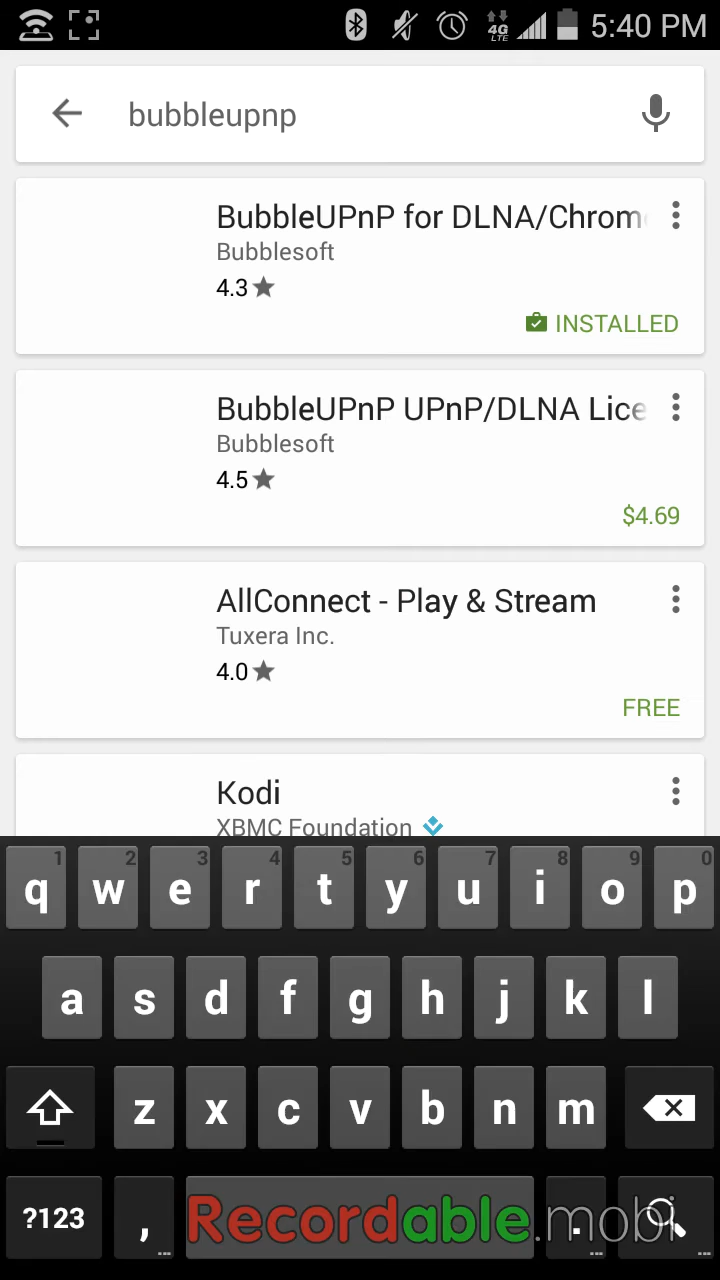 4G LTE 5:40 PM
bubbleupnp
BubbleUPnP for DLNA/Chrom
Bubblesoft
4.3
INSTALLED
BubbleUPnP UPnP/DLNA Lice
Bubblesoft
4.5
$4.69
AllConnect - Play & Stream
Tuxera Inc.
4.0
FREE
Kodi
XBMC Foundation
1 2 3 4 5 6 7 8 9 0
q w e r t y u i o p
a s d f g h j k l
z x c v b n m
?123 , Recordable.mobi .